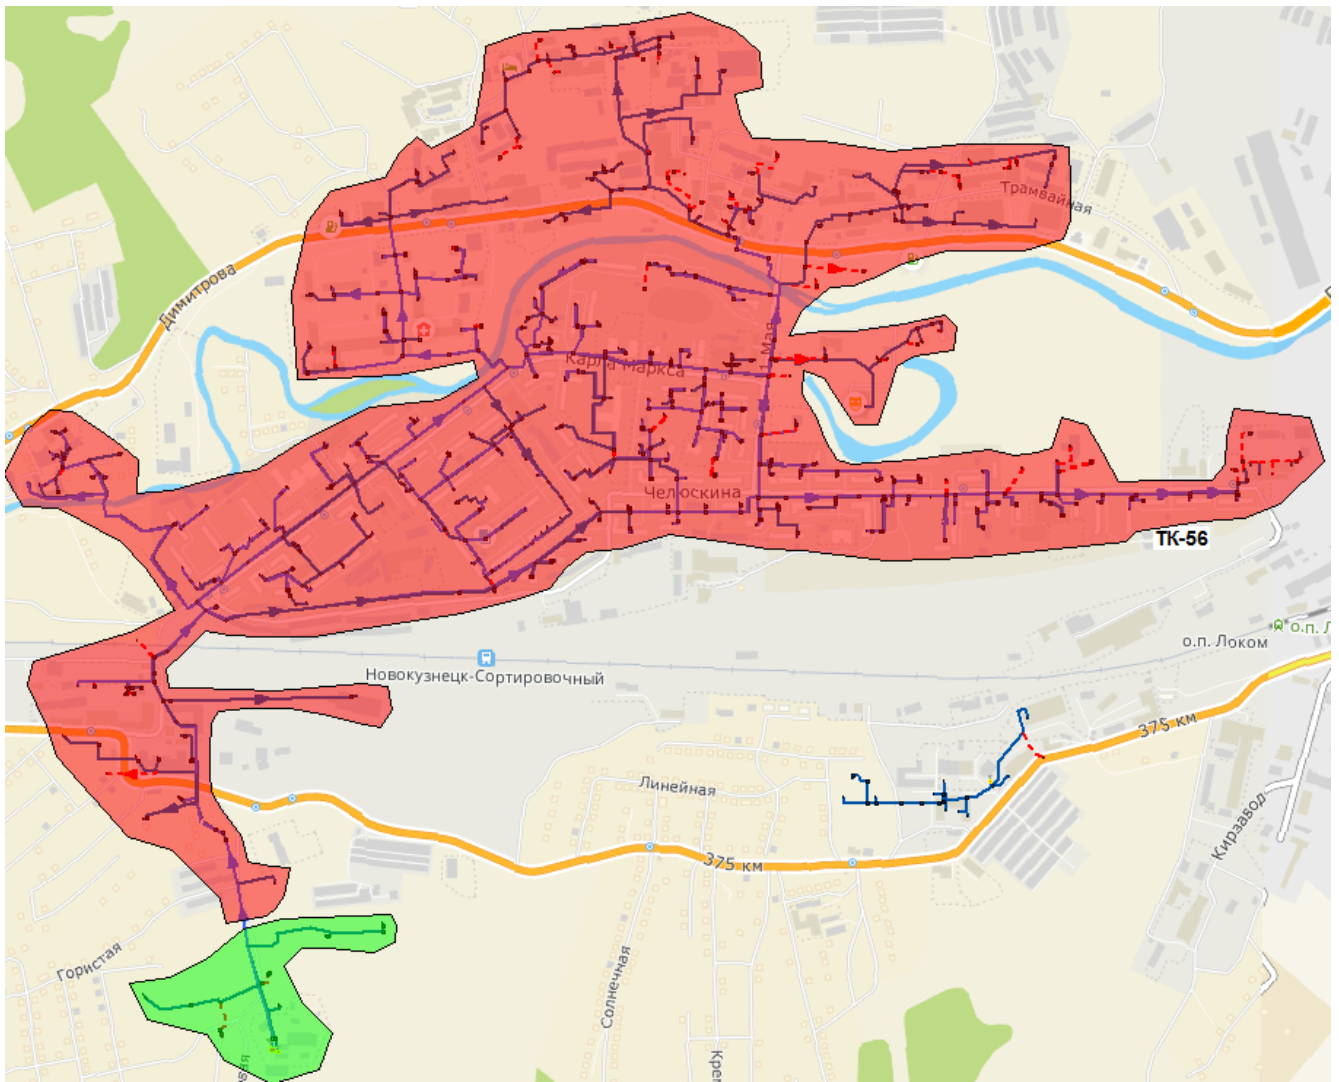 Трамвайная
Димитрова
1 Мая
Карла Маркса
Челюскина
ТК-56
о.п. Локом
Новокузнецк-Сортировочный
375 км
Линейная
Кирзавод
375 км
Гористая
Солнечная